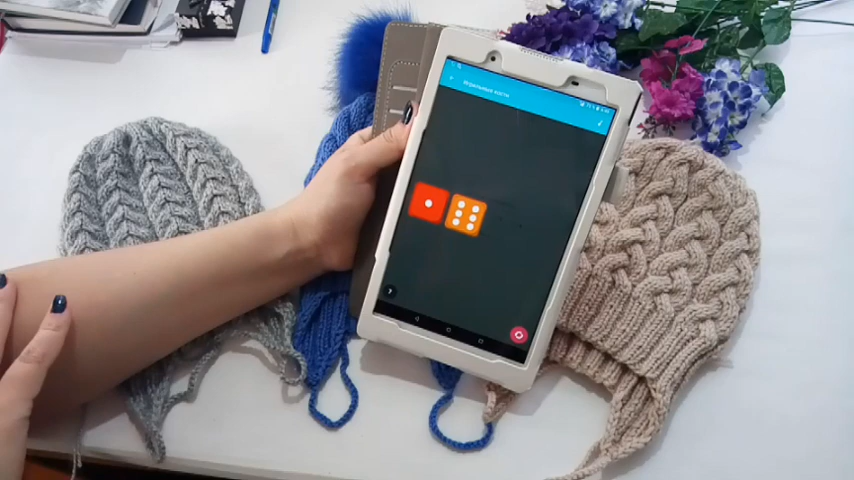 Игральные кости